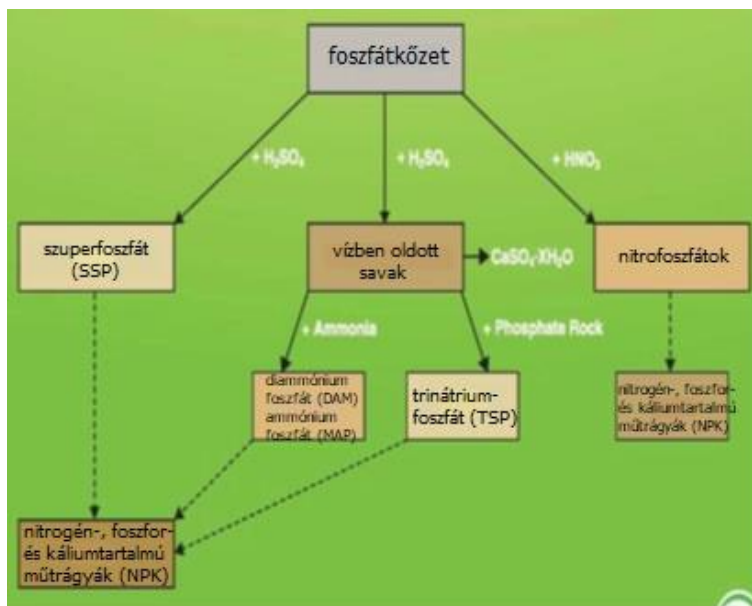 foszfátkőzet
+ H₂SO₄
+ H₂SO₄
+ HNO₃
szuperfoszfát
(SSP)
vízben oldott
savak
CaSO₄·XH₂O
nitrofoszfátok
+ Ammonia
+ Phosphate Rock
diammónium
foszfát (DAM)
ammónium
foszfát (MAP)
trinátrium-
foszfát (TSP)
nitrogén-, foszfor-
és káliumtartalmú
műtrágyák (NPK)
nitrogén-, foszfor-
és káliumtartalmú
műtrágyák (NPK)